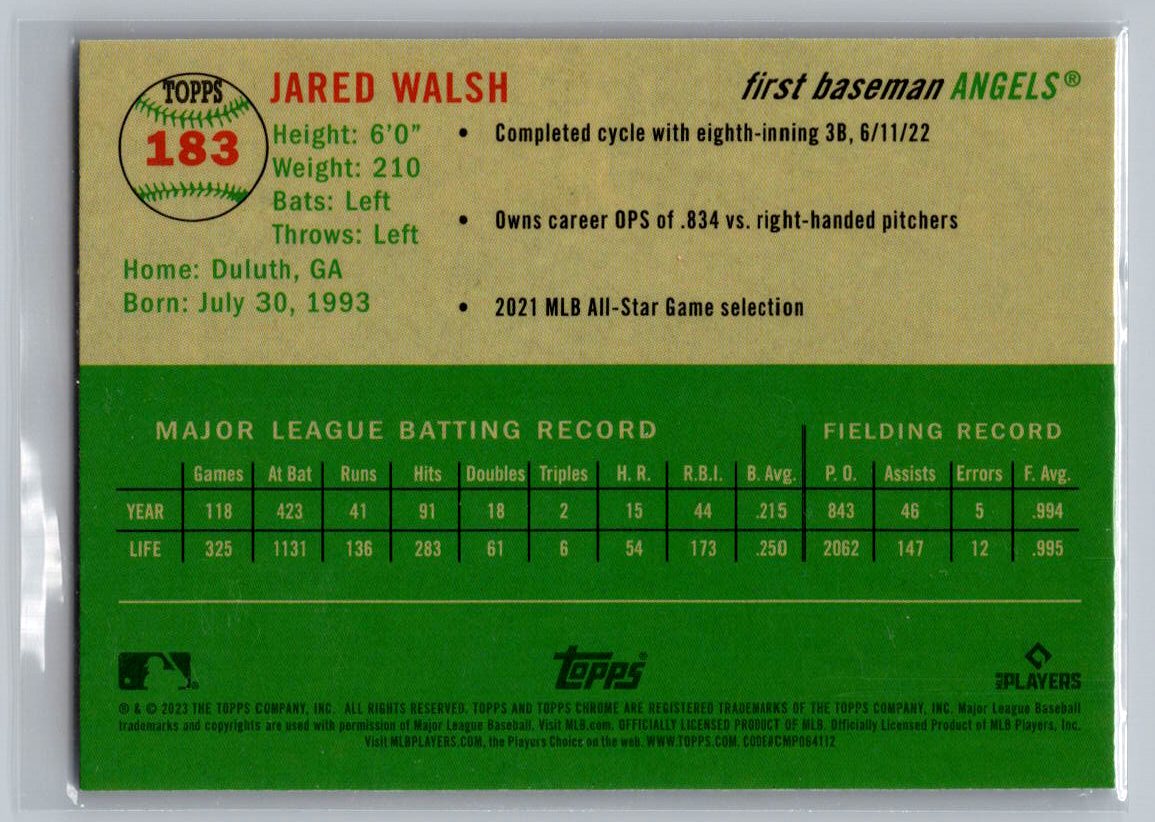 TOPPS
183
JARED WALSH
first baseman ANGELS®
Height: 6'0"
Weight: 210
Bats: Left
Throws: Left
Home: Duluth, GA
Born: July 30, 1993
• Completed cycle with eighth-inning 3B, 6/11/22
• Owns career OPS of .834 vs. right-handed pitchers
• 2021 MLB All-Star Game selection
MAJOR LEAGUE BATTING RECORD FIELDING RECORD
Games At Bat Runs Hits Doubles Triples H. R. R.B.I. B. Avg. P. O. Assists Errors F. Avg.
YEAR 118 423 41 91 18 2 15 44 .215 843 46 5 .994
LIFE 325 1131 136 283 61 6 54 173 .250 2062 147 12 .995
Topps®
PLAYERS
® & © 2023 THE TOPPS COMPANY, INC. ALL RIGHTS RESERVED. TOPPS AND TOPPS CHROME ARE REGISTERED TRADEMARKS OF THE TOPPS COMPANY, INC. Major League Baseball
trademarks and copyrights are used with permission of Major League Baseball. Visit MLB.com. OFFICIALLY LICENSED PRODUCT OF MLB. Officially Licensed Product of MLB Players, Inc.
Visit MLBPLAYERS.COM, the Players Choice on the web. WWW.TOPPS.COM. CODE#CMP084112